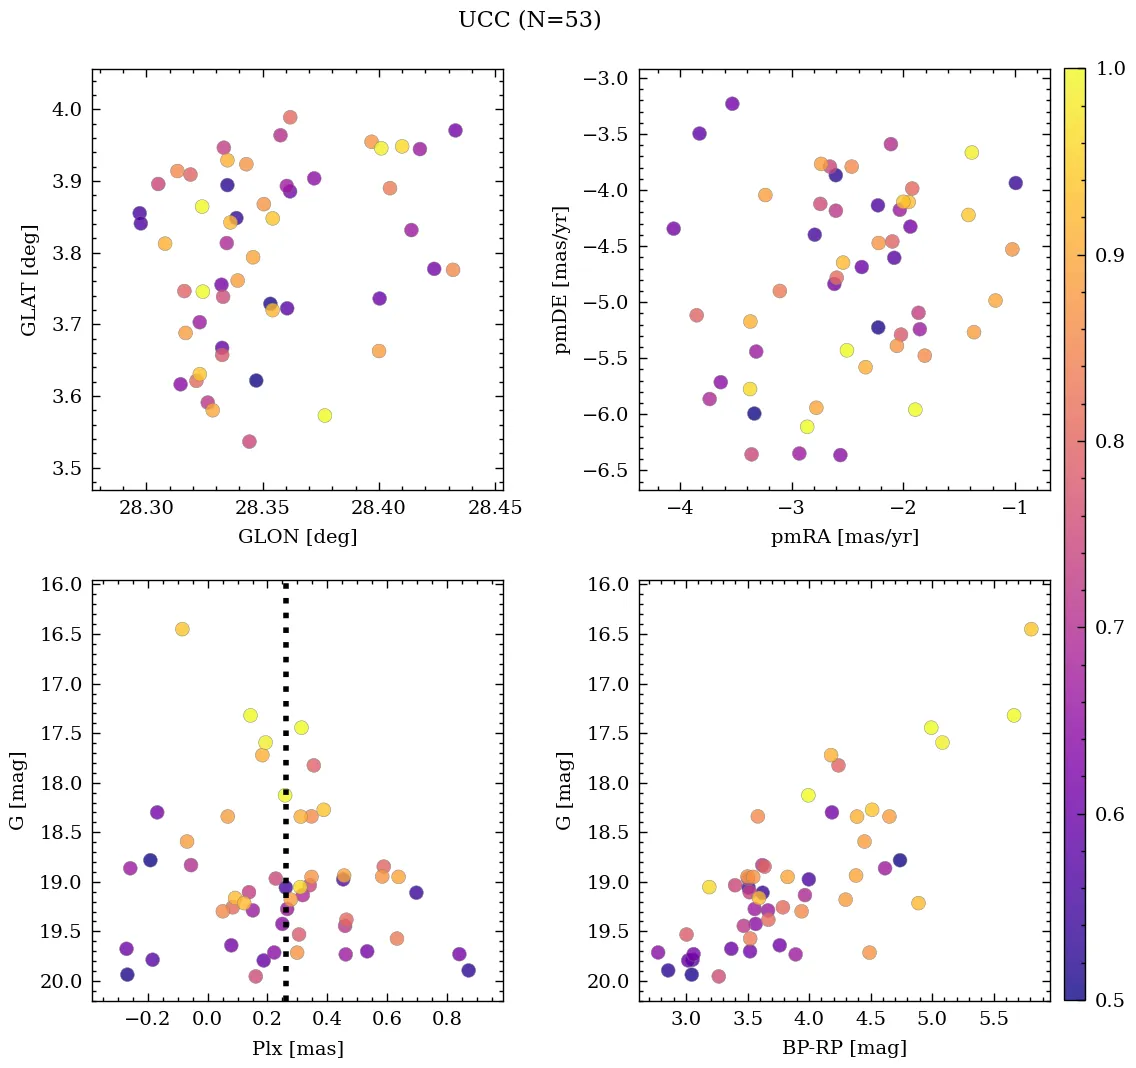 UCC (N=53)
4.0
3.9
3.8
3.7
3.6
3.5
GLAT [deg]
28.30 28.35 28.40 28.45
GLON [deg]
−3.0
−3.5
−4.0
−4.5
−5.0
−5.5
−6.0
−6.5
pmDE [mas/yr]
−4 −3 −2 −1
pmRA [mas/yr]
16.0
16.5
17.0
17.5
18.0
18.5
19.0
19.5
20.0
G [mag]
−0.2 0.0 0.2 0.4 0.6 0.8
Plx [mas]
16.0
16.5
17.0
17.5
18.0
18.5
19.0
19.5
20.0
G [mag]
3.0 3.5 4.0 4.5 5.0 5.5
BP-RP [mag]
1.0
0.9
0.8
0.7
0.6
0.5